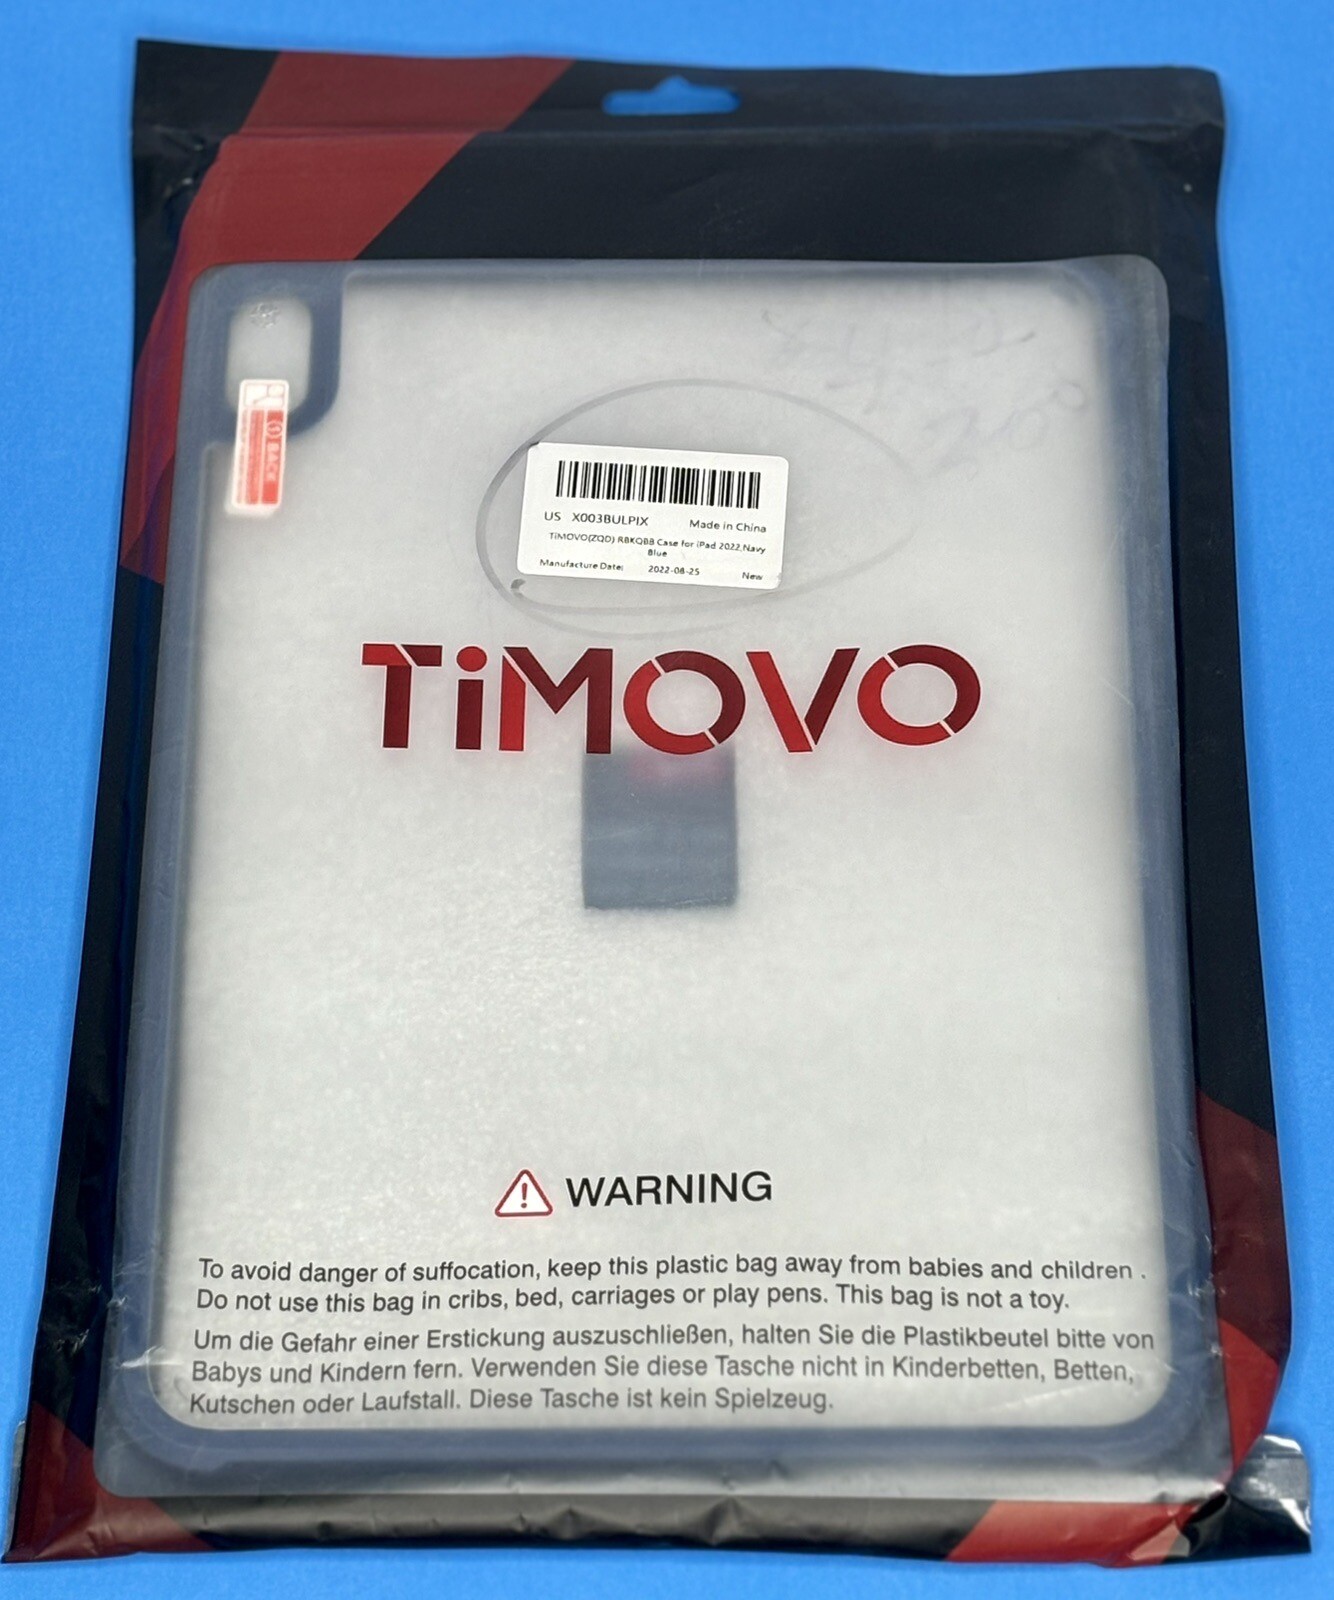 BACK
US X003BULPIX Made in China
TiMOVO(ZQD) RBKQBB Case for iPad 2022,Navy
Blue
Manufacture Date: 2022-08-25 New
TiMOVO
WARNING
To avoid danger of suffocation, keep this plastic bag away from babies and children .
Do not use this bag in cribs, bed, carriages or play pens. This bag is not a toy.
Um die Gefahr einer Erstickung auszuschließen, halten Sie die Plastikbeutel bitte von
Babys und Kindern fern. Verwenden Sie diese Tasche nicht in Kinderbetten, Betten,
Kutschen oder Laufstall. Diese Tasche ist kein Spielzeug.